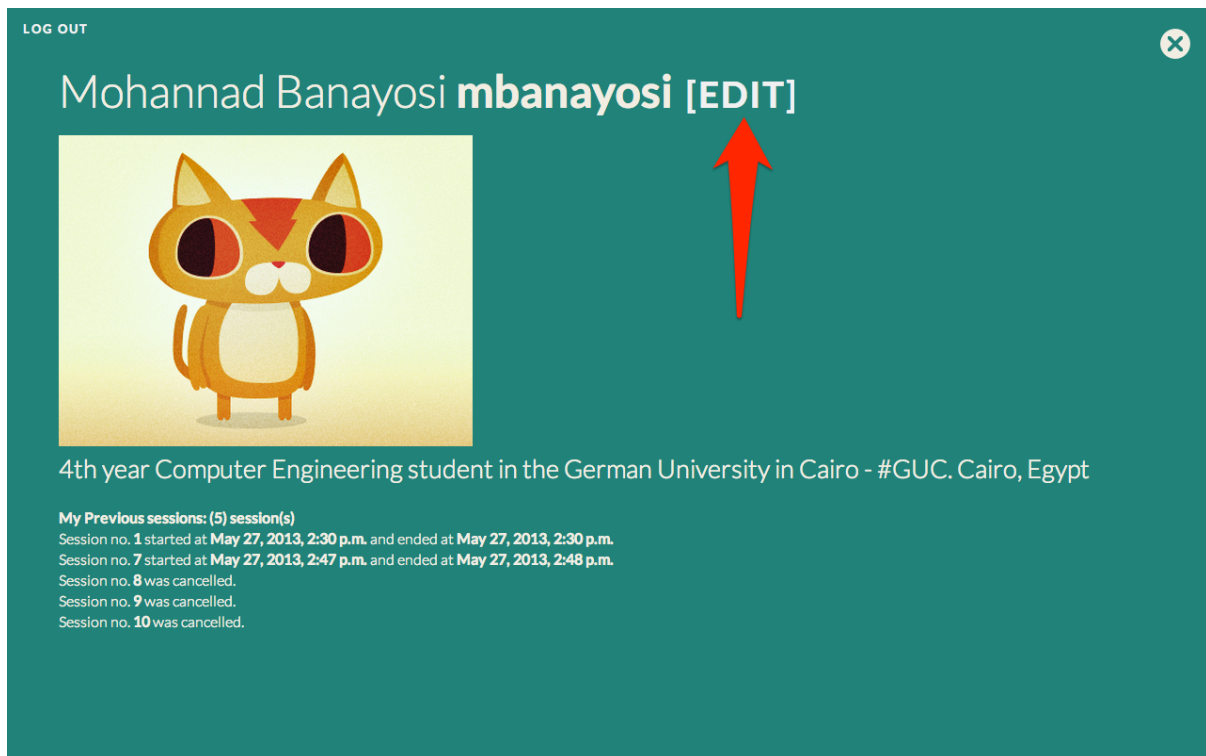 LOG OUT
Mohannad Banayosi mbanayosi [EDIT]
4th year Computer Engineering student in the German University in Cairo - #GUC. Cairo, Egypt
My Previous sessions: (5) session(s)
Session no. 1 started at May 27, 2013, 2:30 p.m. and ended at May 27, 2013, 2:30 p.m.
Session no. 7 started at May 27, 2013, 2:47 p.m. and ended at May 27, 2013, 2:48 p.m.
Session no. 8 was cancelled.
Session no. 9 was cancelled.
Session no. 10 was cancelled.